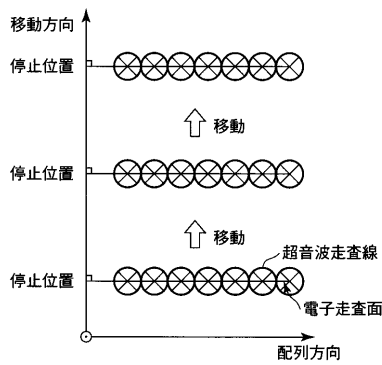 移動方向
停止位置
移動
停止位置
移動
超音波走査線
停止位置
電子走査面
配列方向